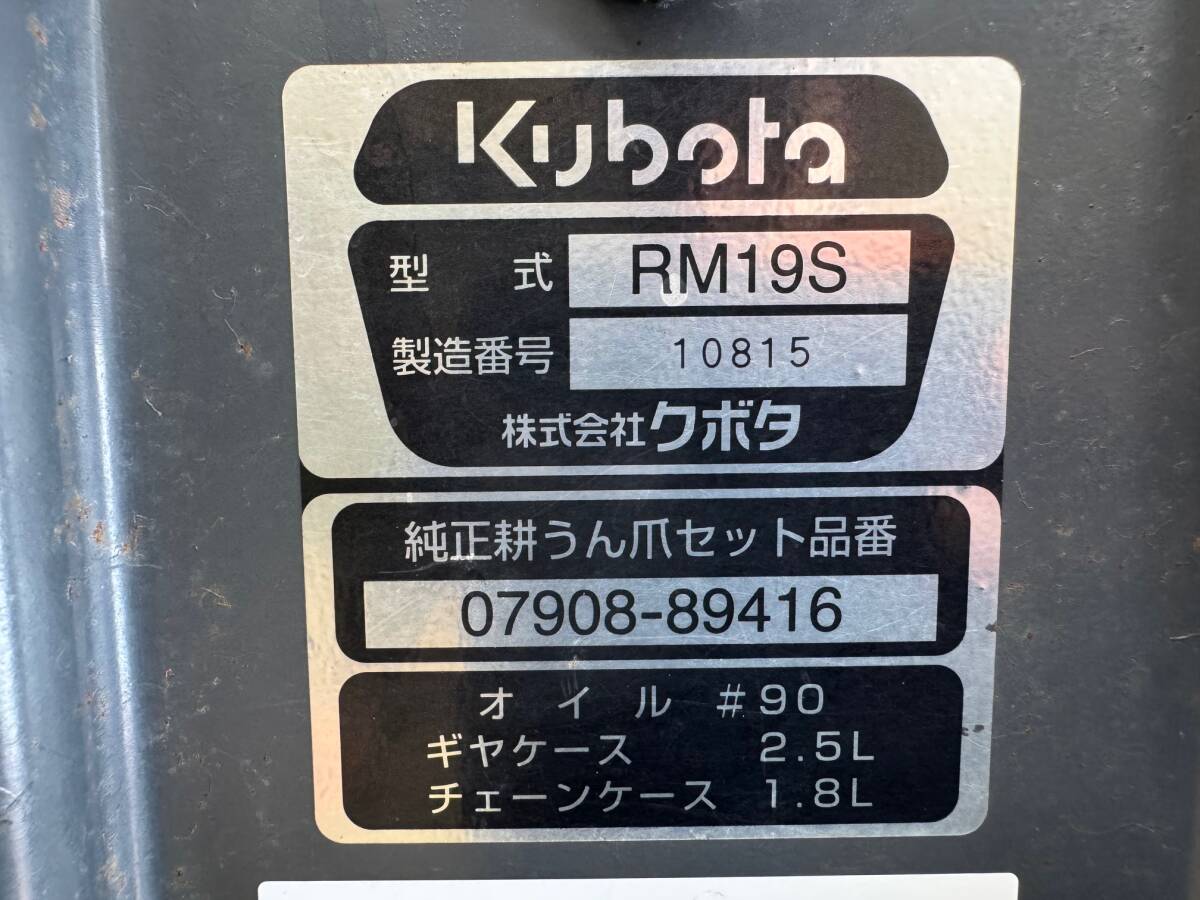 Kubota
型 式 RM19S
製造番号 10815
株式会社クボタ
純正耕うん爪セット品番
07908-89416
オイル #90
ギヤケース 2.5L
チェーンケース 1.8L